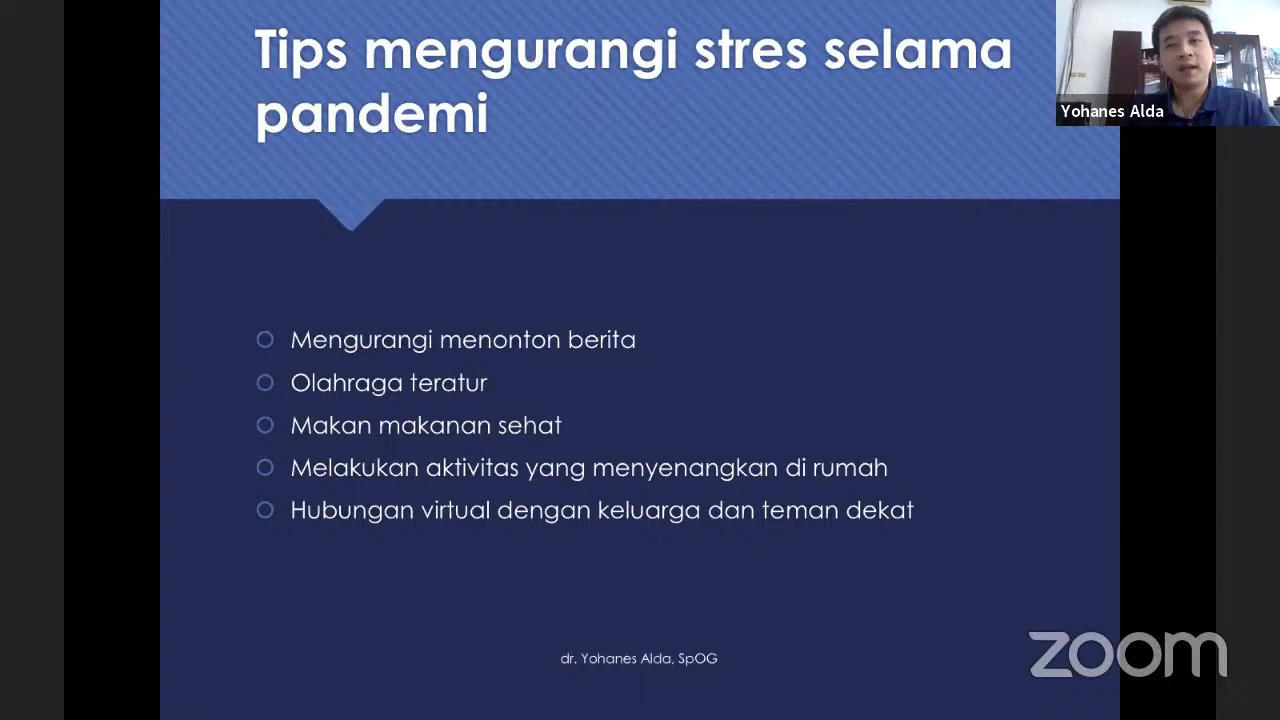 Tips mengurangi stres selama
pandemi
Yohanes Alda
Mengurangi menonton berita
Olahraga teratur
Makan makanan sehat
Melakukan aktivitas yang menyenangkan di rumah
Hubungan virtual dengan keluarga dan teman dekat
dr. Yohanes Alda, SpOG
zoom